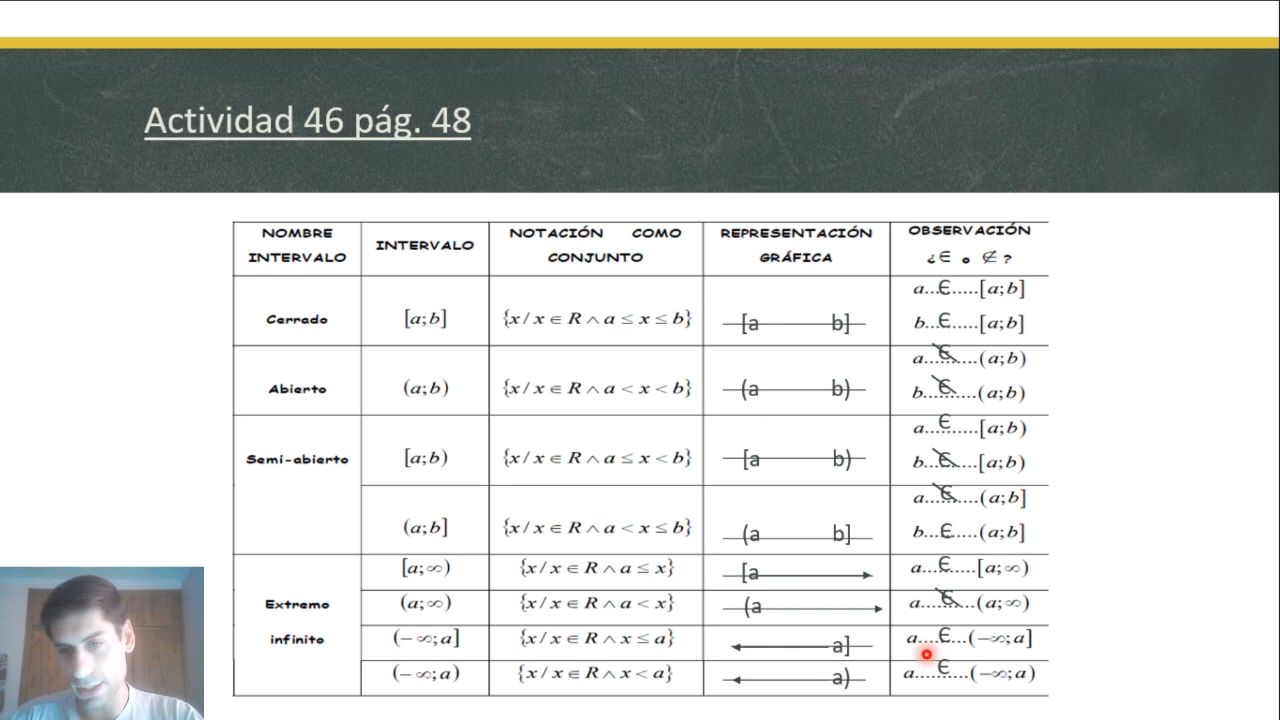 Actividad 46 pág. 48
NOMBRE INTERVALO
INTERVALO
NOTACIÓN COMO CONJUNTO
REPRESENTACIÓN GRÁFICA
OBSERVACIÓN ¿∈ o ∉ ?
Cerrado
[a;b]
{x / x ∈ R ∧ a ≤ x ≤ b}
[a b]
a...Є.....[a;b]
b...Є.....[a;b]
Abierto
(a;b)
{x / x ∈ R ∧ a < x < b}
(a b)
a...∉......(a;b)
b...∉......(a;b)
Semi-abierto
[a;b)
{x / x ∈ R ∧ a ≤ x < b}
[a b)
a...Є.....[a;b)
b...∉....[a;b)
(a;b]
{x / x ∈ R ∧ a < x ≤ b}
(a b]
a...∉.....(a;b]
b...Є.....(a;b]
Extremo infinito
[a;∞)
{x / x ∈ R ∧ a ≤ x}
[a
a...Є.....[a;∞)
(a;∞)
{x / x ∈ R ∧ a < x}
(a
a....∉.....(a;∞)
(−∞;a]
{x / x ∈ R ∧ x ≤ a}
a]
a....Є...(−∞;a]
(−∞;a)
{x / x ∈ R ∧ x < a}
a)
a.....Є....(−∞;a)